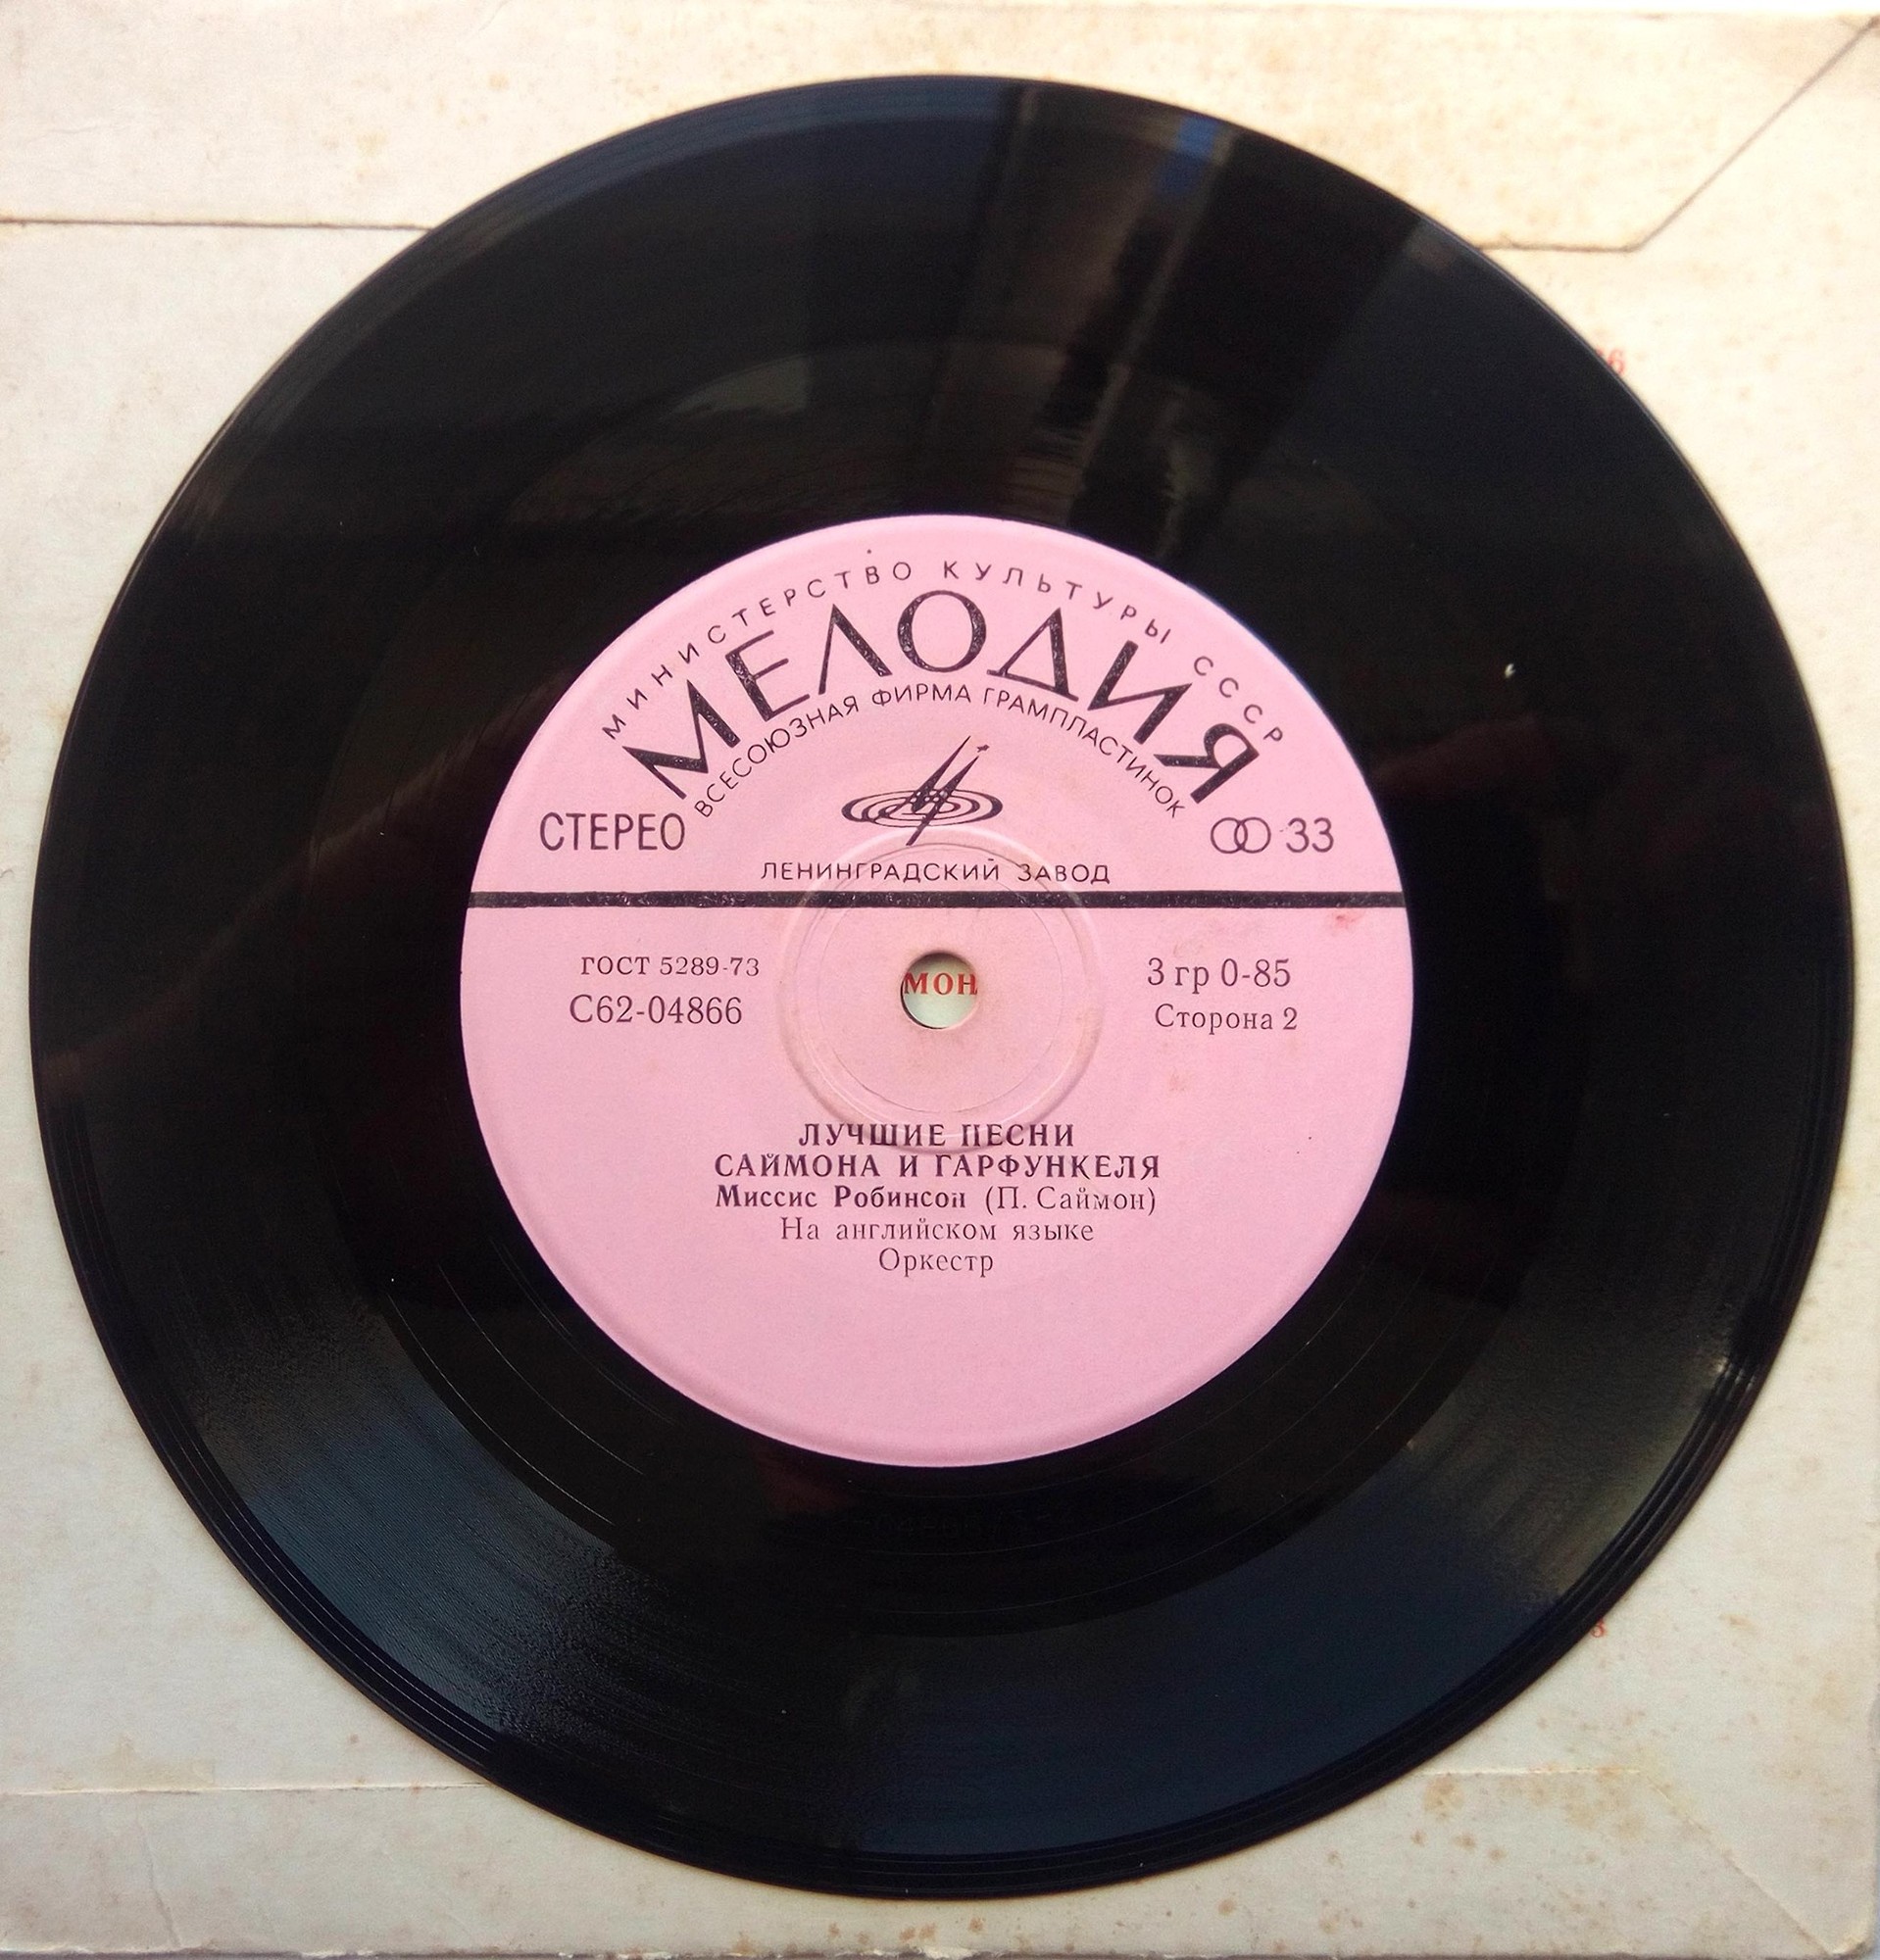 МИНИСТЕРСТВО КУЛЬТУРЫ СССР
МЕЛОДИЯ
ВСЕСОЮЗНАЯ ФИРМА ГРАМПЛАСТИНОК
СТЕРЕО
33
ЛЕНИНГРАДСКИЙ ЗАВОД
ГОСТ 5289-73
С62-04866
МОН
3 гр 0-85
Сторона 2
ЛУЧШИЕ ПЕСНИ
САЙМОНА И ГАРФУНКЕЛЯ
Миссис Робинсон (П. Саймон)
На английском языке
Оркестр